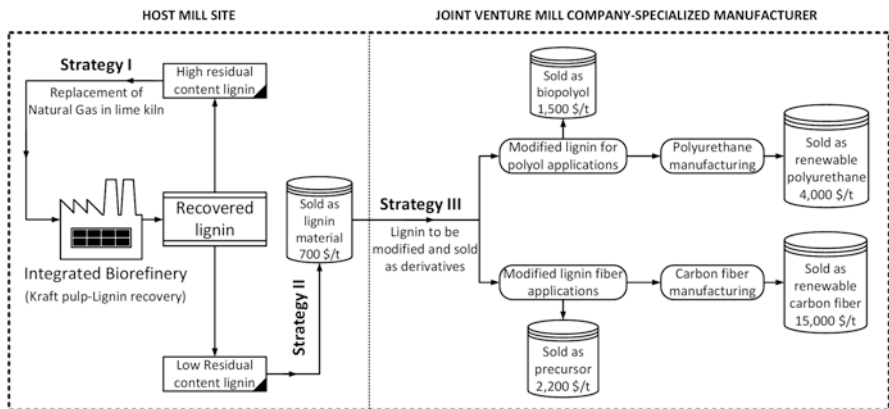 HOST MILL SITE
JOINT VENTURE MILL COMPANY-SPECIALIZED MANUFACTURER
Strategy I
Replacement of
Natural Gas in lime kiln
High residual
content lignin
Integrated Biorefinery
(Kraft pulp-Lignin recovery)
Recovered
lignin
Low Residual
content lignin
Strategy II
Sold as
lignin
material
700 $/t
Strategy III
Lignin to be
modified and sold
as derivatives
Sold as
biopolyol
1,500 $/t
Modified lignin for
polyol applications
Polyurethane
manufacturing
Sold as
renewable
polyurethane
4,000 $/t
Modified lignin fiber
applications
Carbon fiber
manufacturing
Sold as
renewable
carbon fiber
15,000 $/t
Sold as
precursor
2,200 $/t